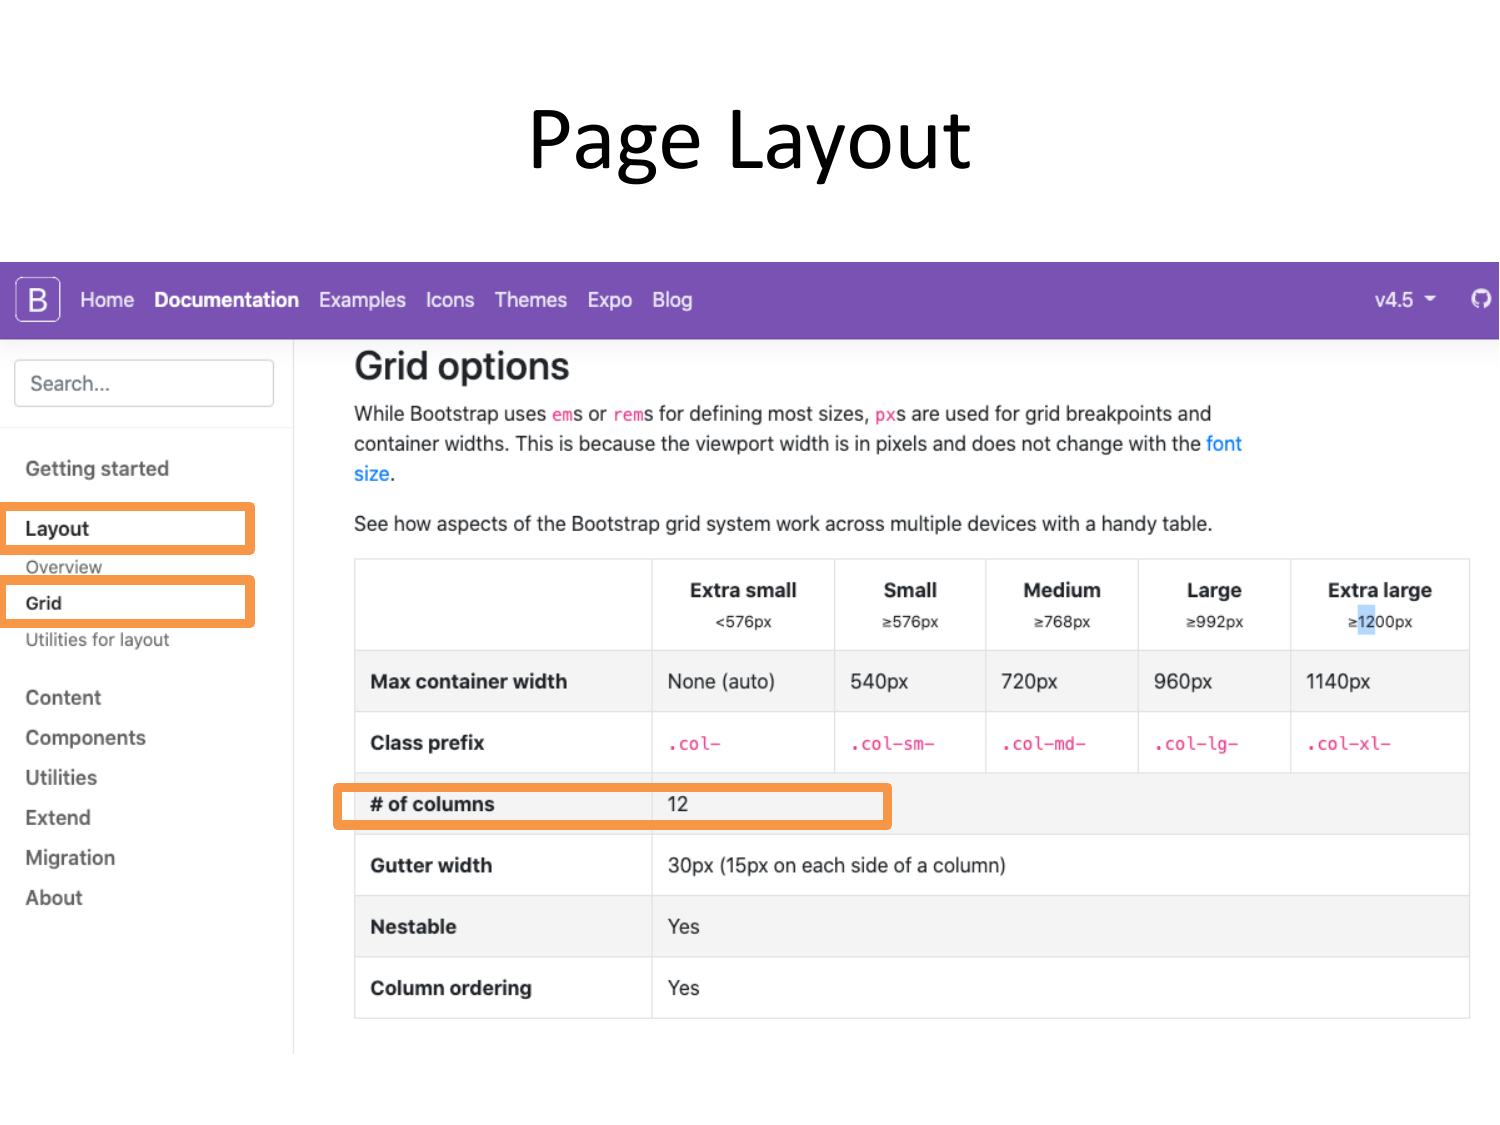 Page Layout
B Home Documentation Examples Icons Themes Expo Blog v4.5
Search...
Getting started
Layout
Overview
Grid
Utilities for layout
Content
Components
Utilities
Extend
Migration
About
Grid options
While Bootstrap uses ems or rems for defining most sizes, pxs are used for grid breakpoints and
container widths. This is because the viewport width is in pixels and does not change with the font
size.
See how aspects of the Bootstrap grid system work across multiple devices with a handy table.
Extra small Small Medium Large Extra large
<576px ≥576px ≥768px ≥992px ≥1200px
Max container width None (auto) 540px 720px 960px 1140px
Class prefix .col- .col-sm- .col-md- .col-lg- .col-xl-
# of columns 12
Gutter width 30px (15px on each side of a column)
Nestable Yes
Column ordering Yes